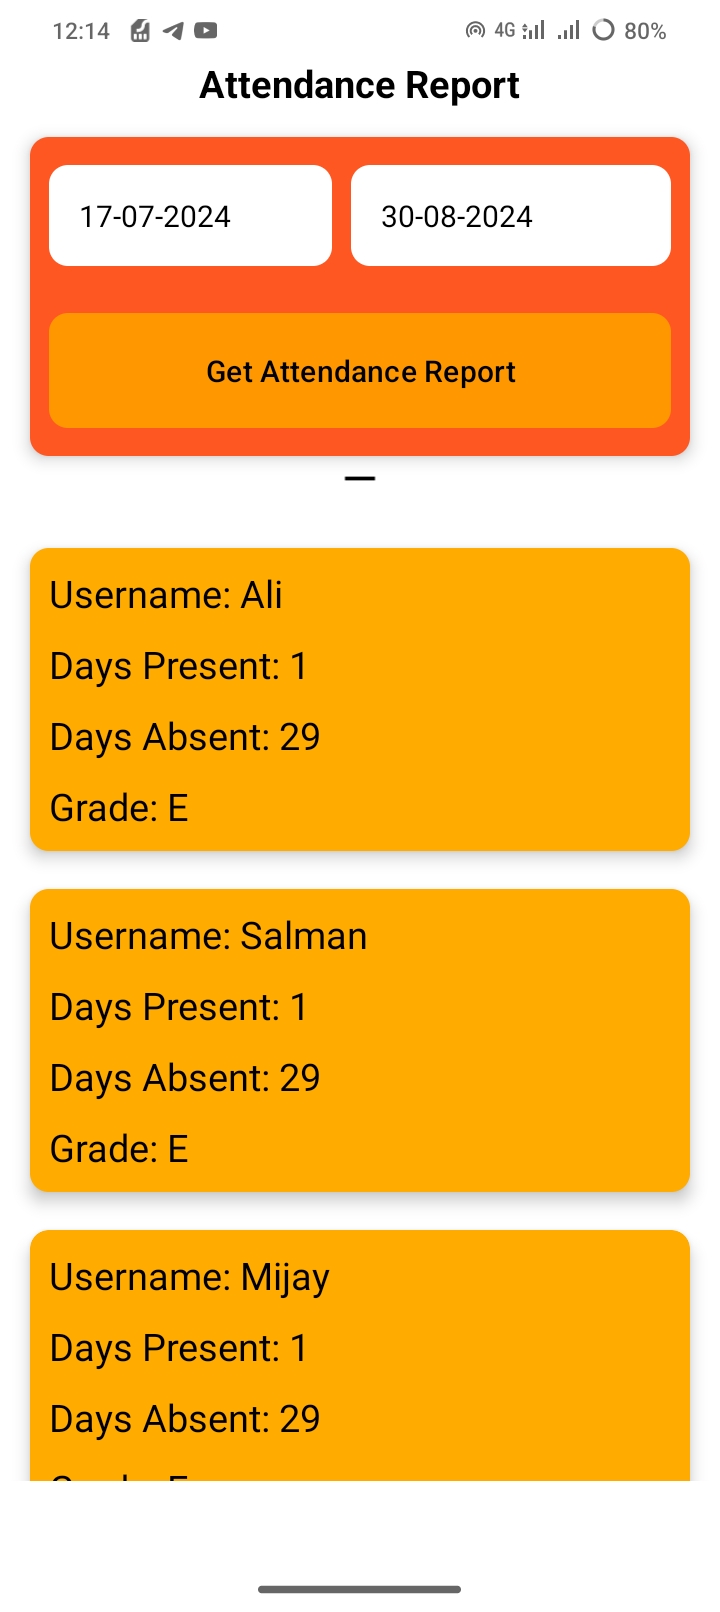 12:14 4G 80%
Attendance Report
17-07-2024 30-08-2024
Get Attendance Report
Username: Ali
Days Present: 1
Days Absent: 29
Grade: E
Username: Salman
Days Present: 1
Days Absent: 29
Grade: E
Username: Mijay
Days Present: 1
Days Absent: 29